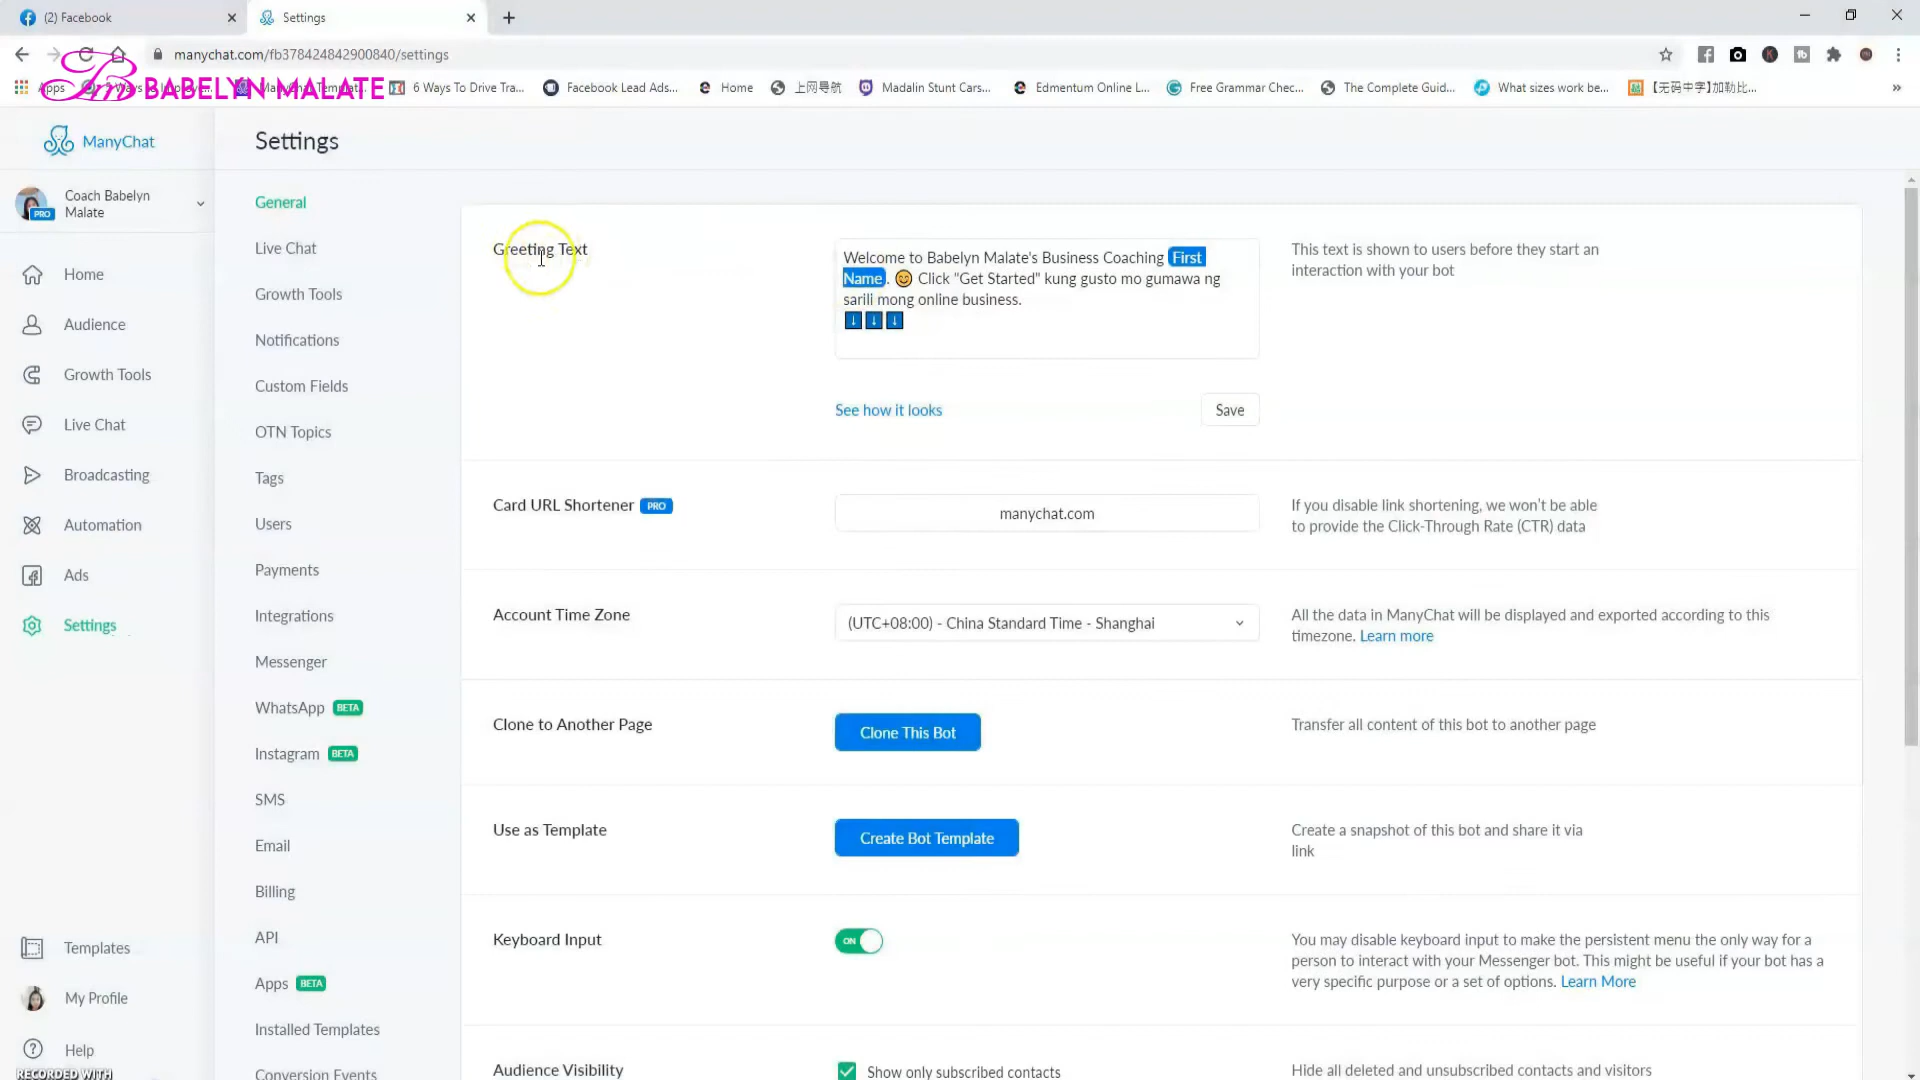 (2) Facebook
Settings
manychat.com/fb378424842900840/settings
BABELYN MALATE
Apps
6 Ways To Drive Tra...
Facebook Lead Ads...
Home
上网导航
Madalin Stunt Cars...
Edmentum Online L...
Free Grammar Chec...
The Complete Guid...
What sizes work be...
【无码中字】加勒比...
ManyChat
Settings
Coach Babelyn
Malate
PRO
Home
Audience
Growth Tools
Live Chat
Broadcasting
Automation
Ads
Settings
Templates
My Profile
Help
RECORDED WITH
General
Live Chat
Growth Tools
Notifications
Custom Fields
OTN Topics
Tags
Users
Payments
Integrations
Messenger
WhatsApp BETA
Instagram BETA
SMS
Email
Billing
API
Apps BETA
Installed Templates
Conversion Events
Greeting Text
Welcome to Babelyn Malate's Business Coaching First
Name. 😊 Click "Get Started" kung gusto mo gumawa ng
sarili mong online business.
⬇⬇⬇
See how it looks
Save
This text is shown to users before they start an
interaction with your bot
Card URL Shortener PRO
manychat.com
If you disable link shortening, we won't be able
to provide the Click-Through Rate (CTR) data
Account Time Zone
(UTC+08:00) - China Standard Time - Shanghai
All the data in ManyChat will be displayed and exported according to this
timezone. Learn more
Clone to Another Page
Clone This Bot
Transfer all content of this bot to another page
Use as Template
Create Bot Template
Create a snapshot of this bot and share it via
link
Keyboard Input
ON
You may disable keyboard input to make the persistent menu the only way for a
person to interact with your Messenger bot. This might be useful if your bot has a
very specific purpose or a set of options. Learn More
Audience Visibility
Show only subscribed contacts
Hide all deleted and unsubscribed contacts and visitors